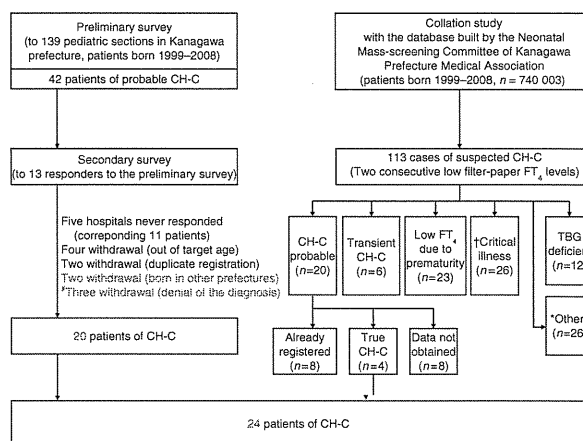 Preliminary survey
(to 139 pediatric sections in Kanagawa
prefecture, patients born 1999–2008)
42 patients of probable CH-C
Secondary survey
(to 13 responders to the preliminary survey)
Five hospitals never responded
(correponding 11 patients)
Four withdrawal (out of target age)
Two withdrawal (duplicate registration)
Two withdrawal (born in other prefectures)
Three withdrawal (denial of the diagnosis)
20 patients of CH-C
Collation study
with the database built by the Neonatal
Mass-screening Committee of Kanagawa
Prefecture Medical Association
(patients born 1999–2008, n = 740 003)
113 cases of suspected CH-C
(Two consecutive low filter-paper FT4 levels)
CH-C
probable
(n=20)
Transient
CH-C
(n=6)
Low FT4
due to
prematurity
(n=23)
†Critical
illness
(n=26)
TBG
deficien
(n=12
*Other
(n=26
Already
registered
(n=8)
True
CH-C
(n=4)
Data not
obtained
(n=8)
24 patients of CH-C